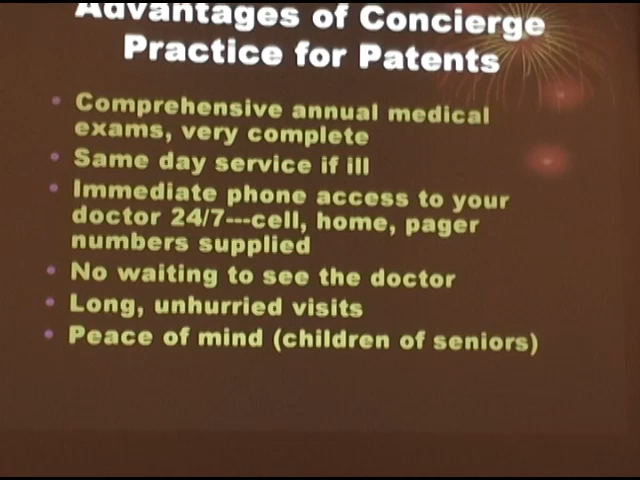 Advantages of Concierge
Practice for Patents
Comprehensive annual medical
exams, very complete
Same day service if ill
Immediate phone access to your
doctor 24/7---cell, home, pager
numbers supplied
No waiting to see the doctor
Long, unhurried visits
Peace of mind (children of seniors)